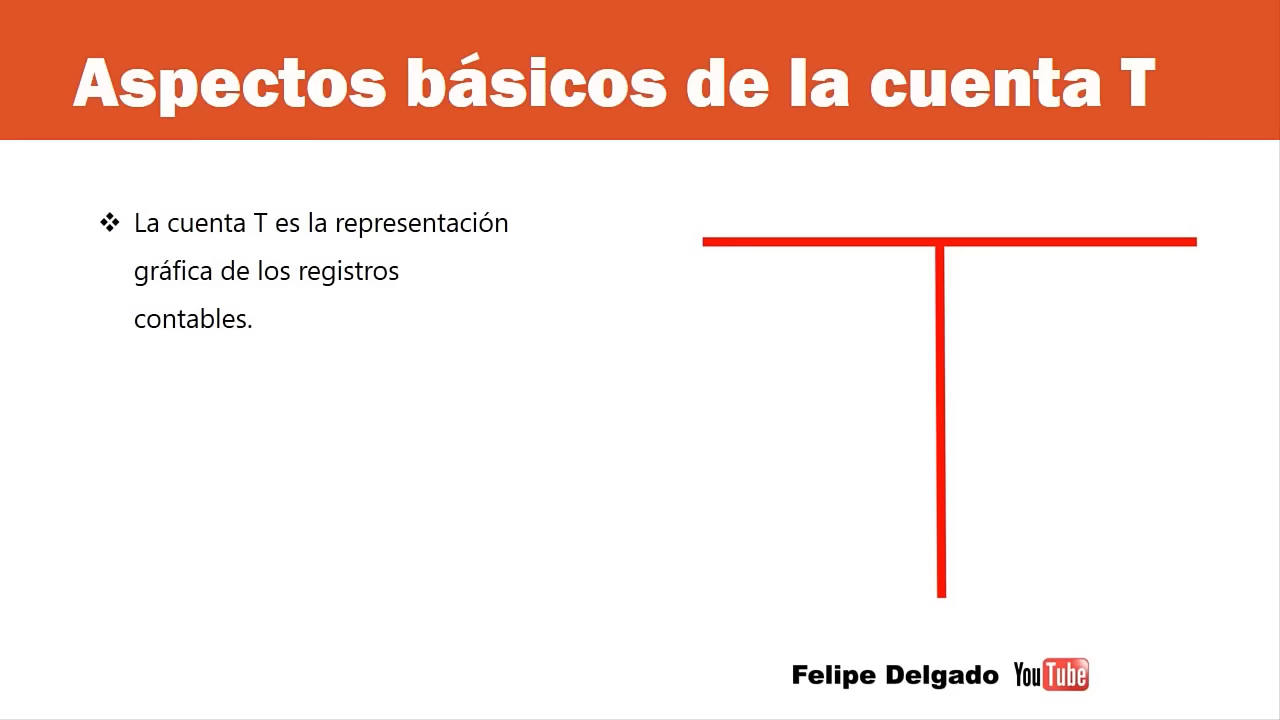 Aspectos básicos de la cuenta T
❖ La cuenta T es la representación
gráfica de los registros
contables.
Felipe Delgado YouTube